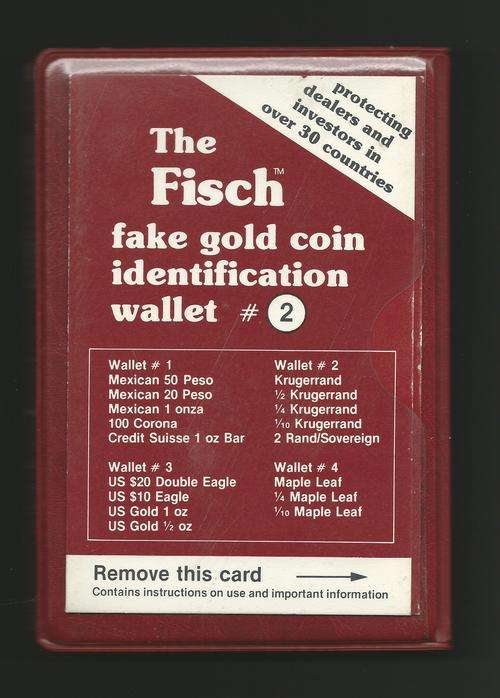 protecting
dealers and
investors in
over 30 countries
The
Fisch™
fake gold coin
identification
wallet # 2
Wallet # 1
Mexican 50 Peso
Mexican 20 Peso
Mexican 1 onza
100 Corona
Credit Suisse 1 oz Bar
Wallet # 2
Krugerrand
½ Krugerrand
¼ Krugerrand
⅒ Krugerrand
2 Rand/Sovereign
Wallet # 3
US $20 Double Eagle
US $10 Eagle
US Gold 1 oz
US Gold ½ oz
Wallet # 4
Maple Leaf
¼ Maple Leaf
⅒ Maple Leaf
Remove this card
Contains instructions on use and important information